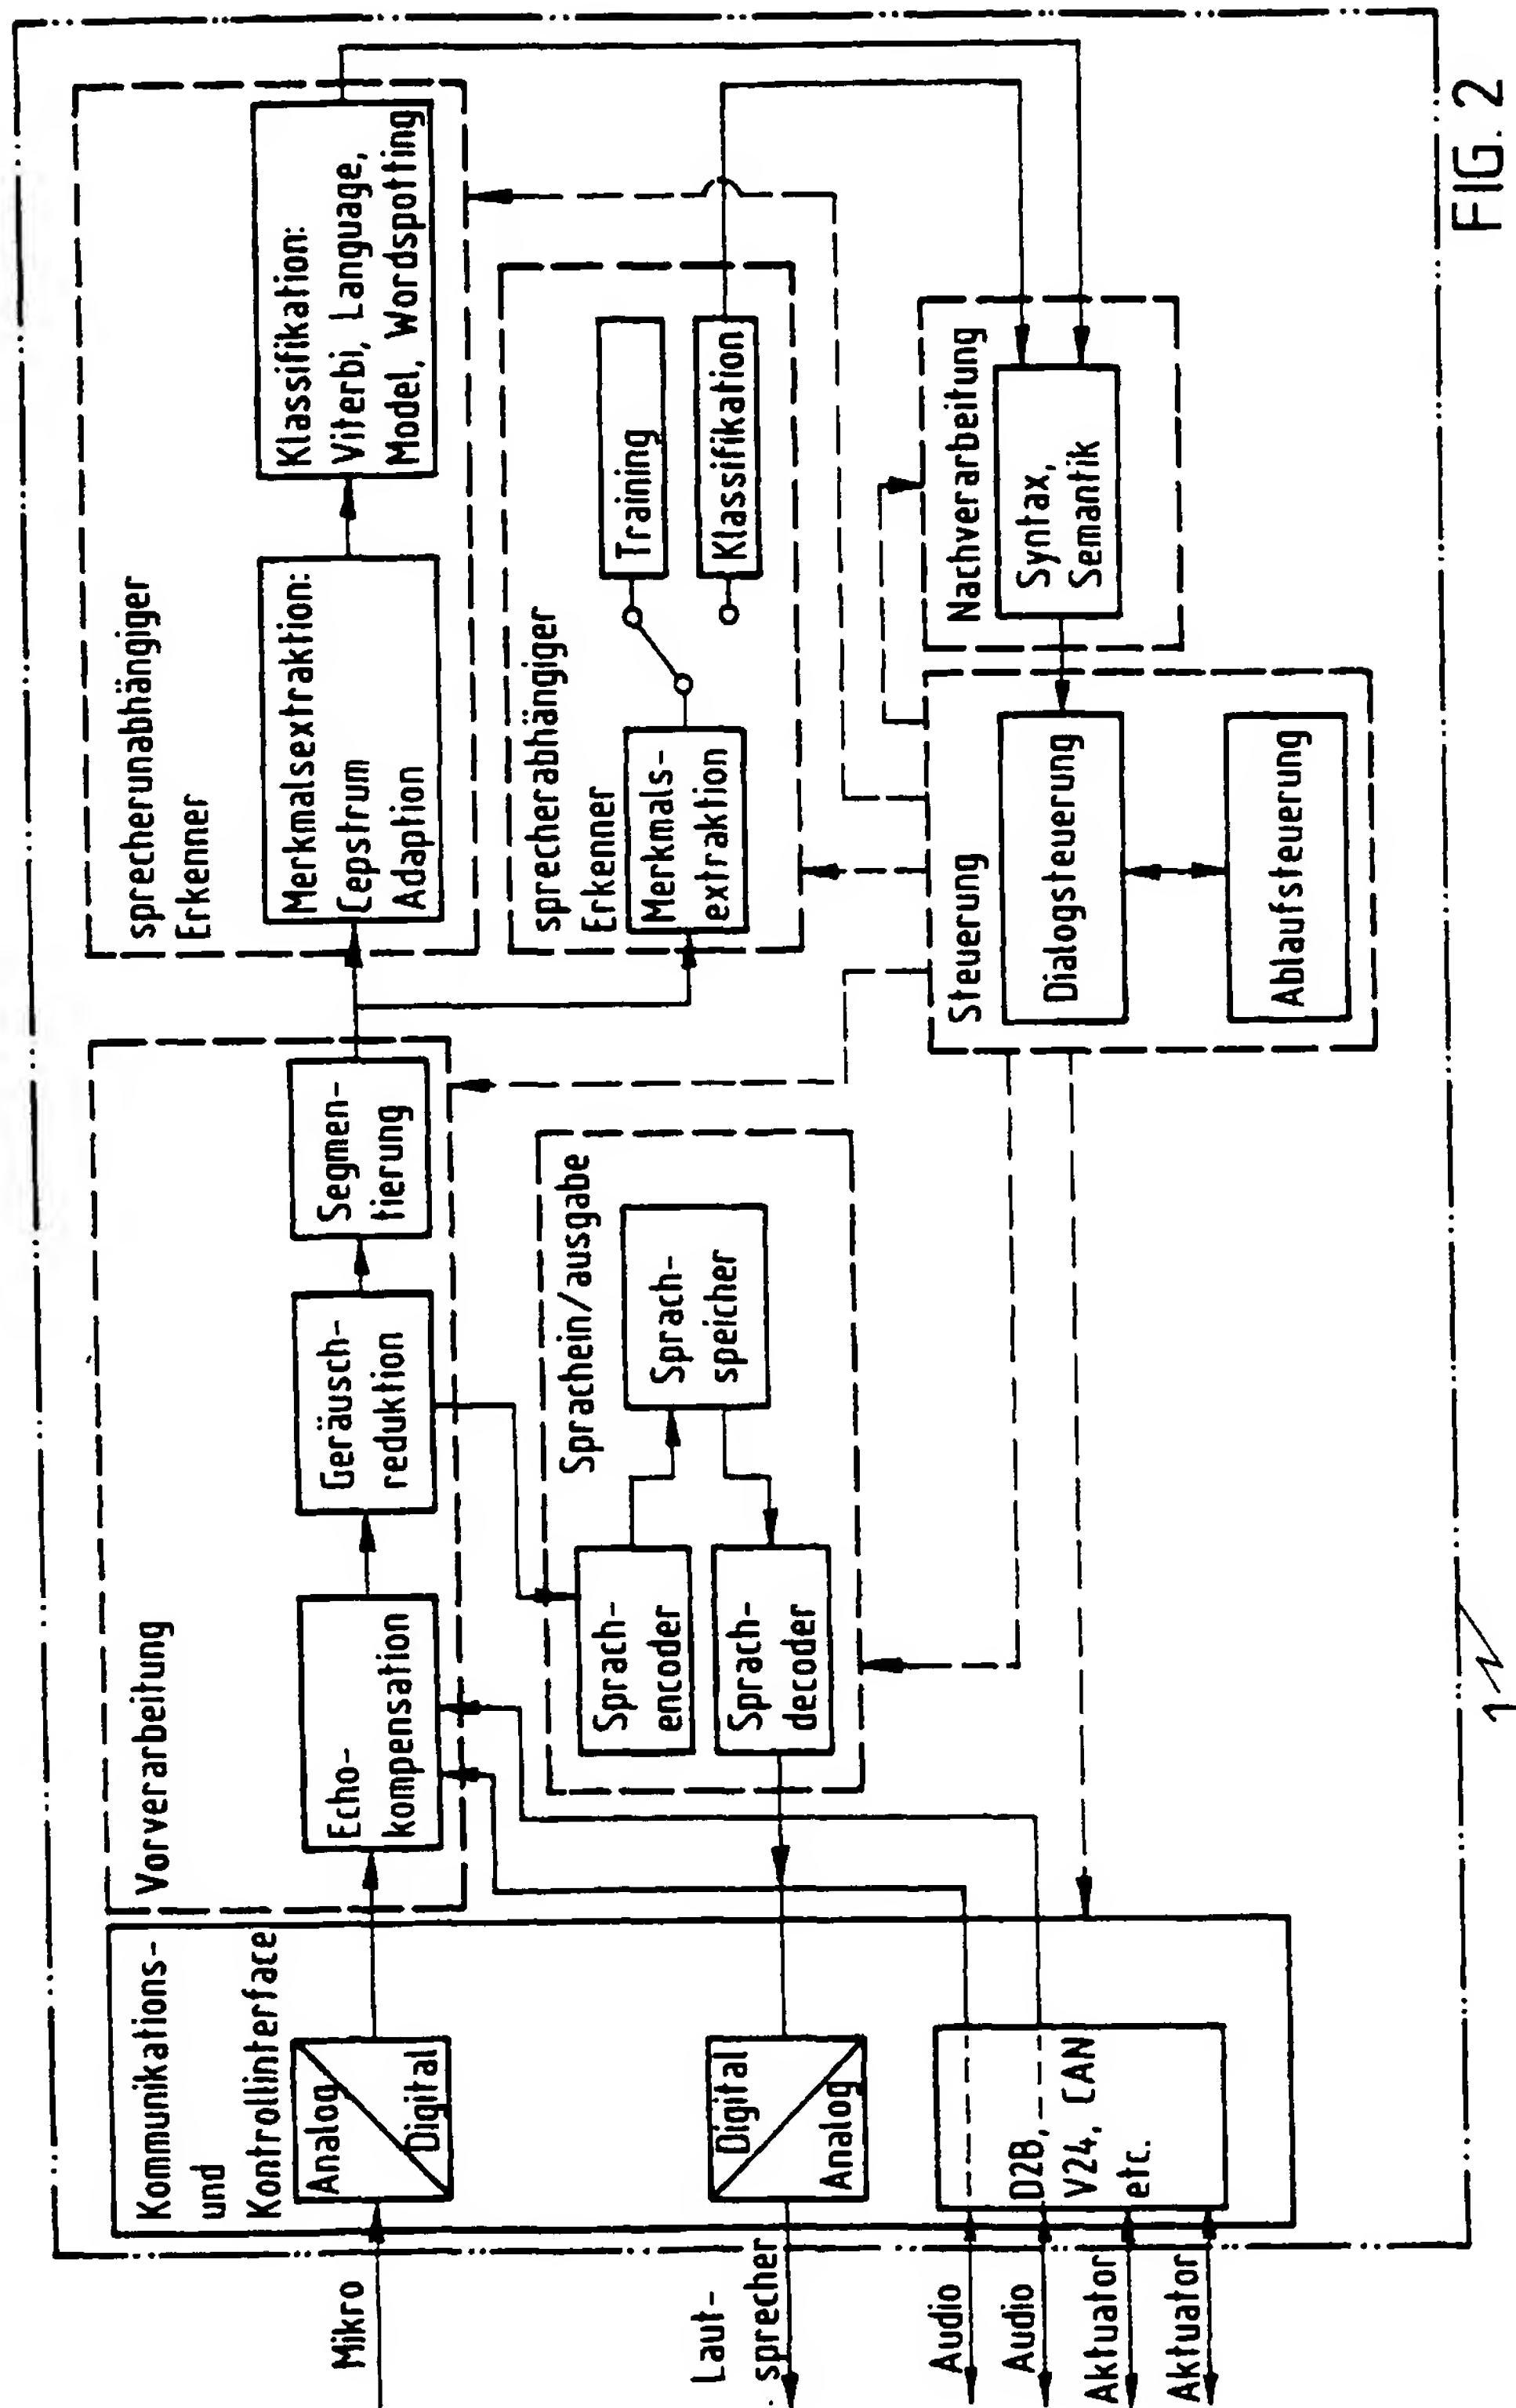 Kommunikations-
und
Kontrollinterface
Mikro
Analog
Digital
Laut-
sprecher
Digital
Analog
Audio
Audio
Aktuator
Aktuator
D2B,
V24, CAN
etc.
Vorverarbeitung
Echo-
kompensation
Geräusch-
reduktion
Segmen-
tierung
Sprachein/ausgabe
Sprach-
encoder
Sprach-
decoder
Sprach-
speicher
sprecherunabhängiger
Erkenner
Merkmalsextraktion:
Cepstrum
Adaption
Klassifikation:
Viterbi, Language,
Model, Wordspotting
sprecherabhängiger
Erkenner
Merkmals-
extraktion
Training
Klassifikation
Steuerung
Dialogsteuerung
Ablaufsteuerung
Nachverarbeitung
Syntax,
Semantik
1
FIG. 2